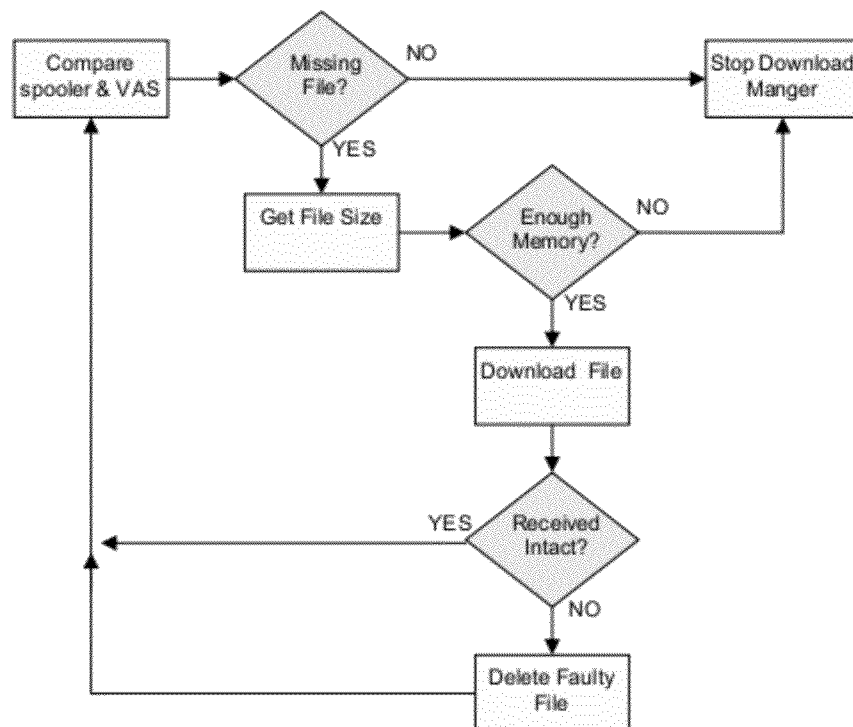 Compare
spooler & VAS
Missing
File?
NO
Stop Download
Manger
YES
Get File Size
Enough
Memory?
NO
YES
Download File
YES
Received
Intact?
NO
Delete Faulty
File